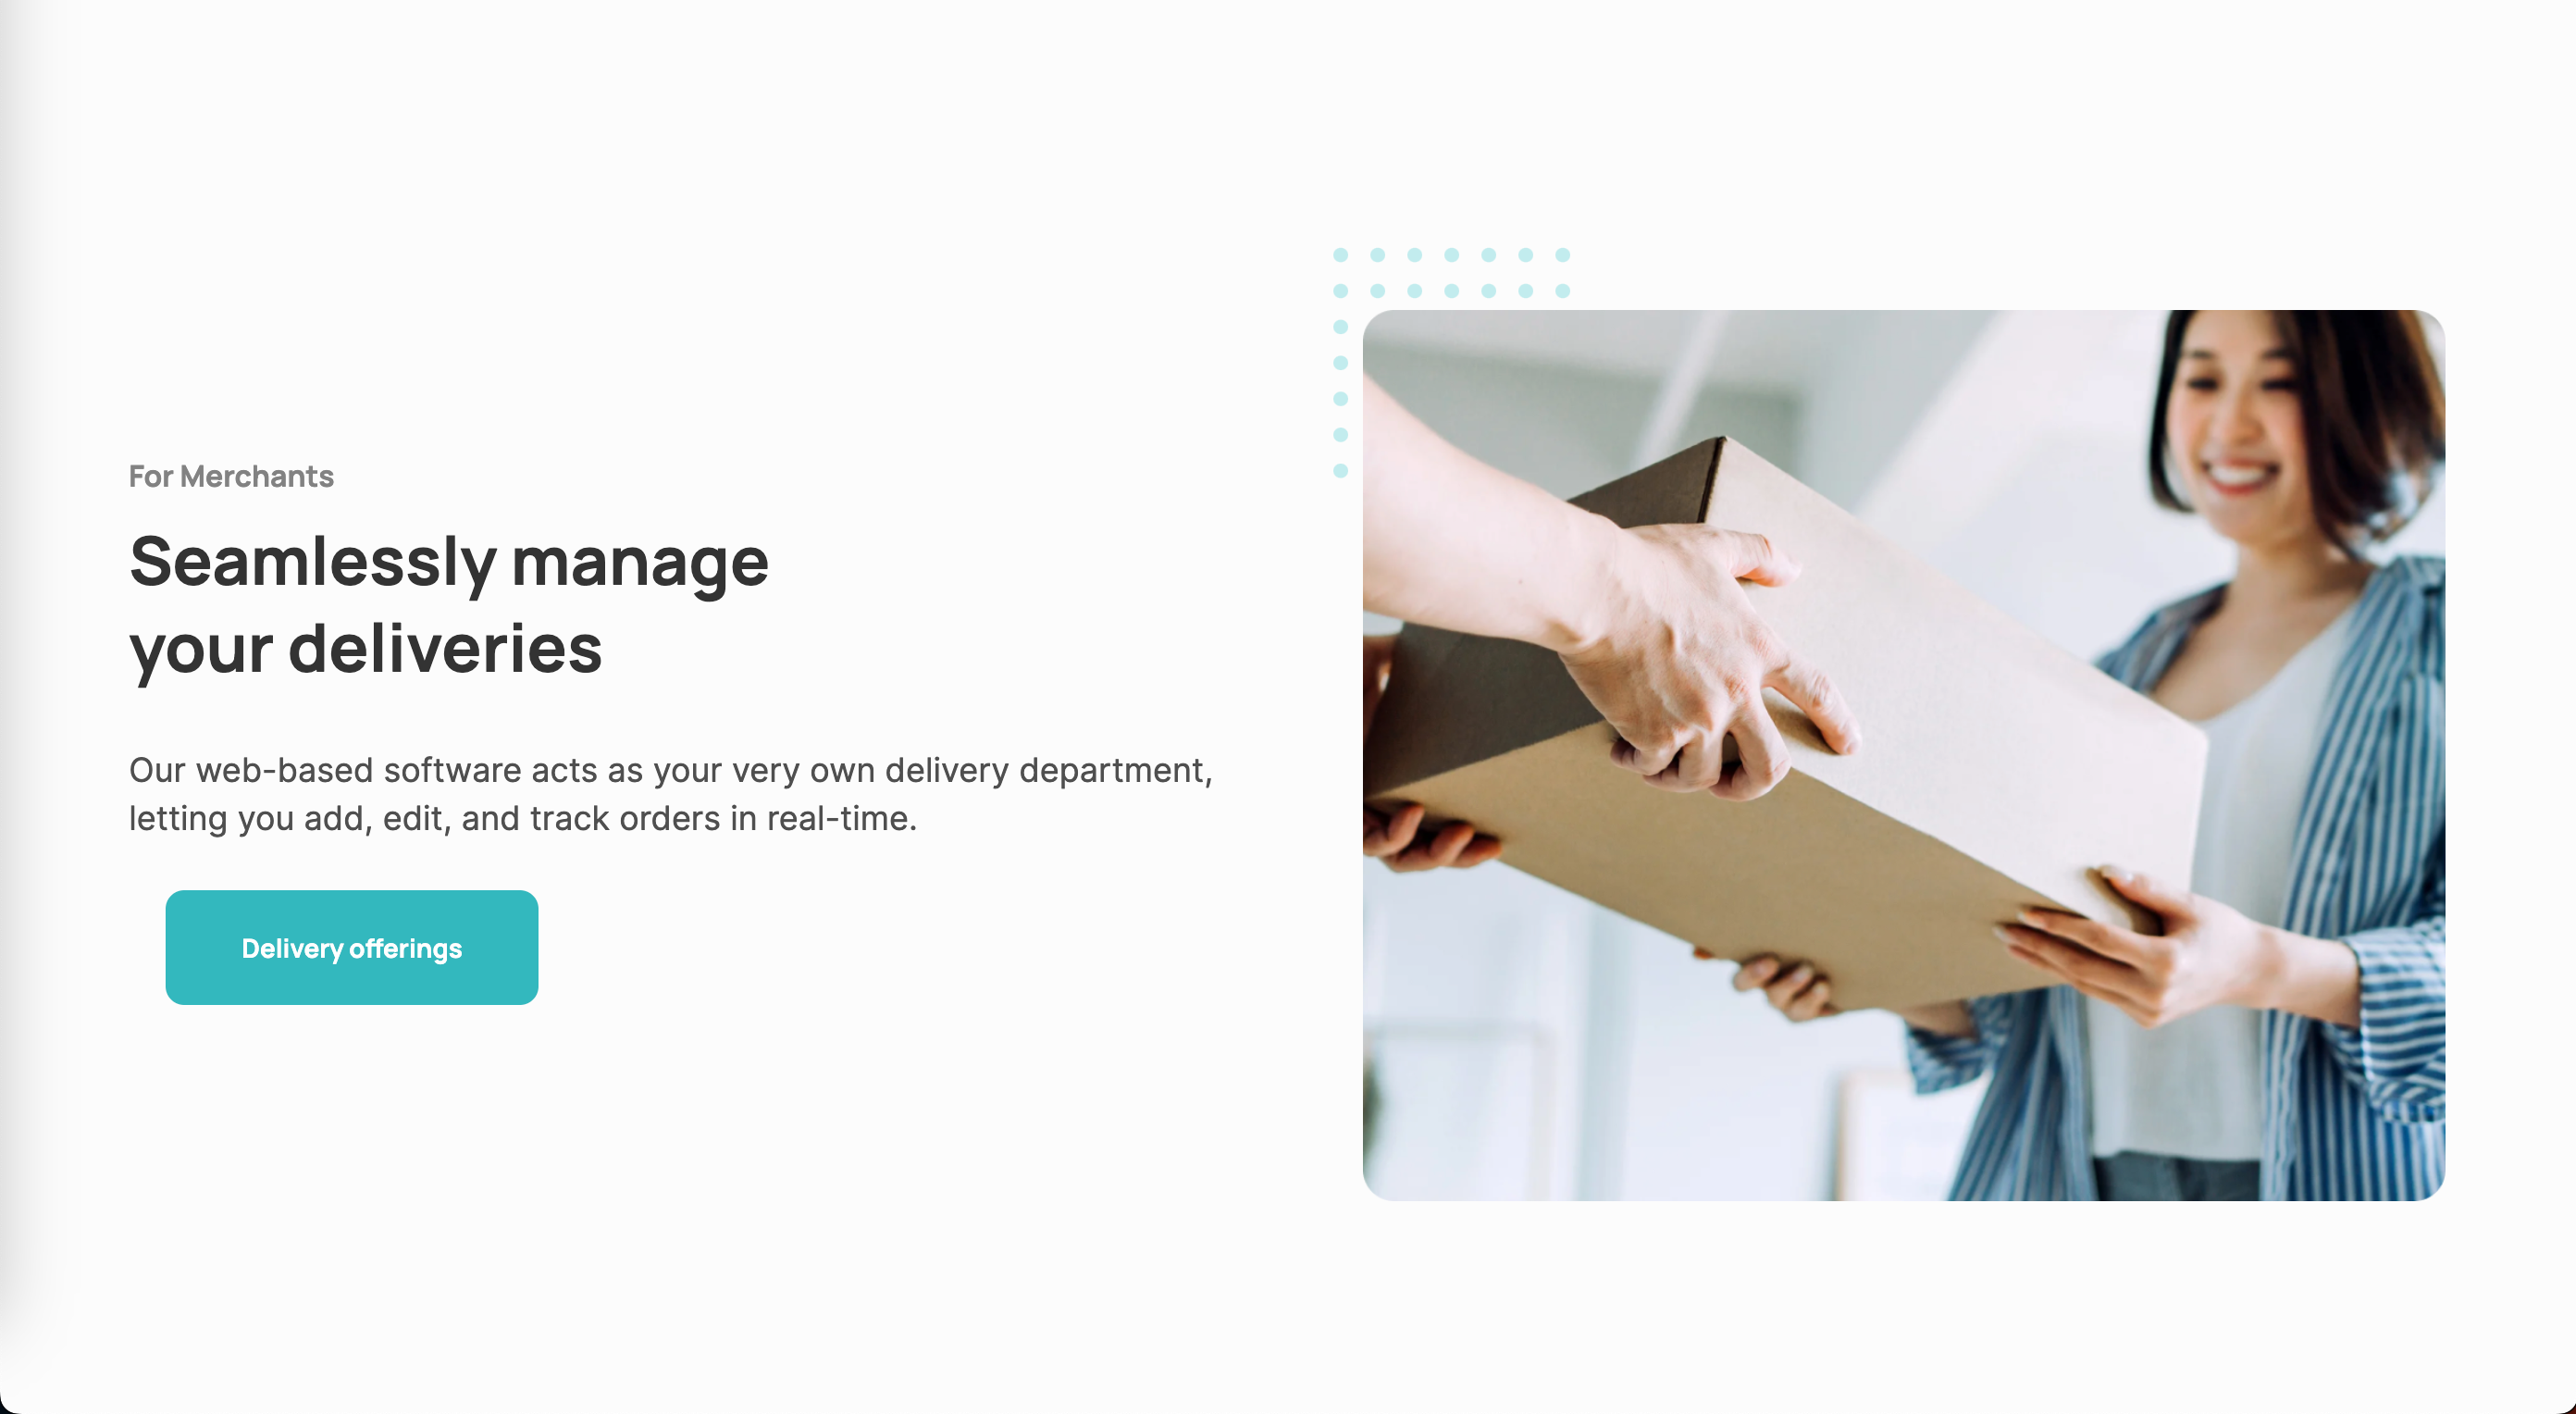 For Merchants
Seamlessly manage
your deliveries
Our web-based software acts as your very own delivery department,
letting you add, edit, and track orders in real-time.
Delivery offerings